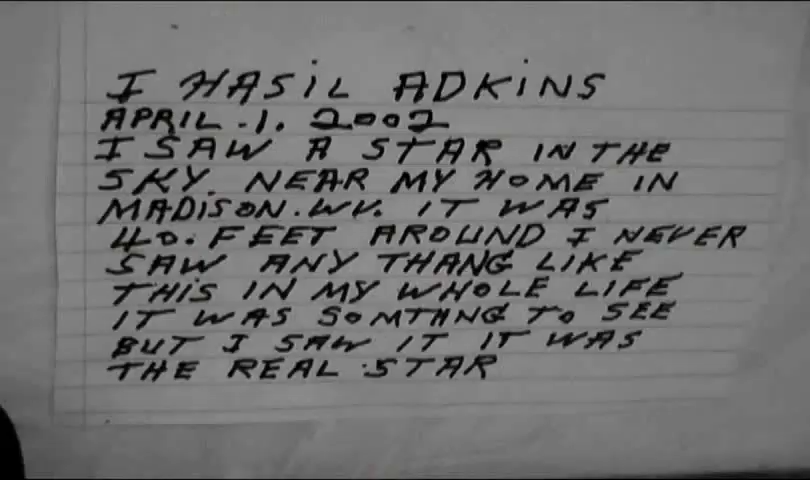 I HASiL ADKiNS
APRIL .1. 2002
I SAW A STAR IN THE
SKY. NEAR MY HOME IN
MADiSON. WV. IT WAS
40. FEET AROUND I NEVER
SAW ANY THANG LIKE
THiS IN MY WHOLE LIFE
IT WAS SOMTHNG TO SEE
BUT I SAW IT IT WAS
THE REAL .STAR